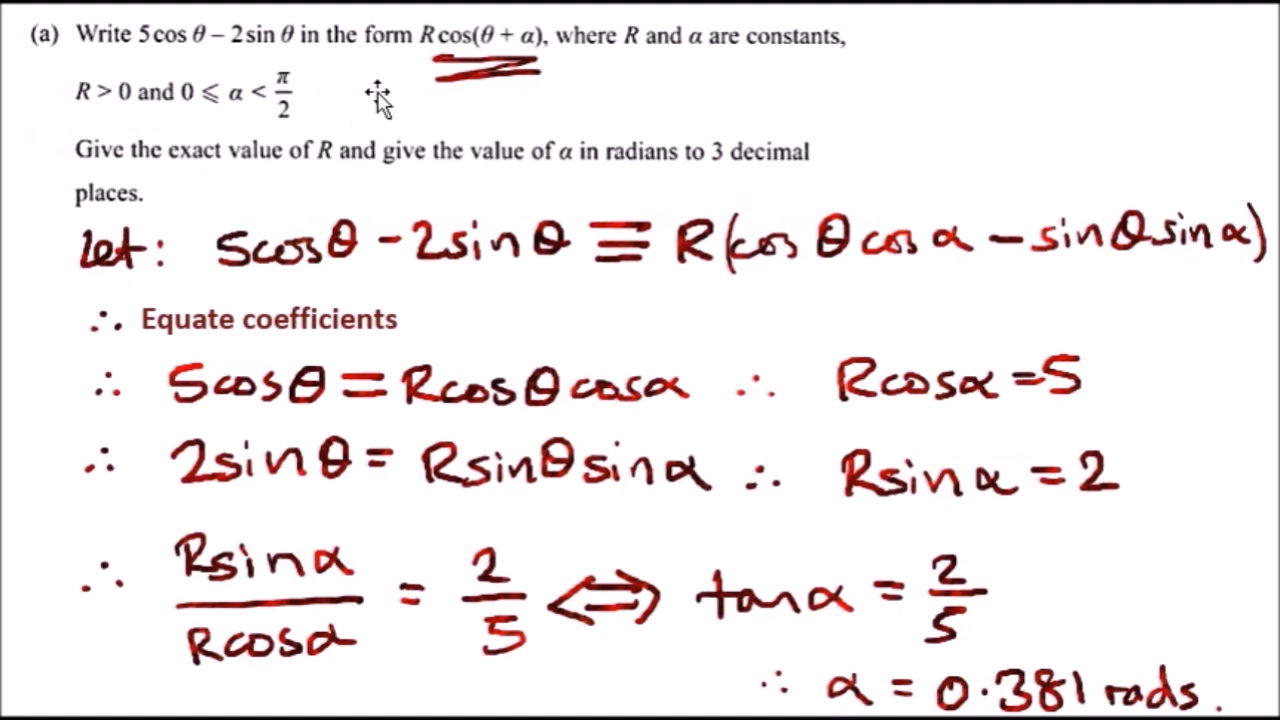 (a) Write 5 cos θ – 2 sin θ in the form R cos(θ + α), where R and α are constants,
R > 0 and 0 ⩽ α < π/2
Give the exact value of R and give the value of α in radians to 3 decimal
places.
Let: 5cosθ - 2sinθ ≡ R(cosθcosα - sinθsinα)
∴ Equate coefficients
∴ 5cosθ = Rcosθcosα ∴ Rcosα = 5
∴ 2sinθ = Rsinθsinα ∴ Rsinα = 2
∴ Rsinα/Rcosα = 2/5 ⟺ tanα = 2/5
∴ α = 0.381 rads.